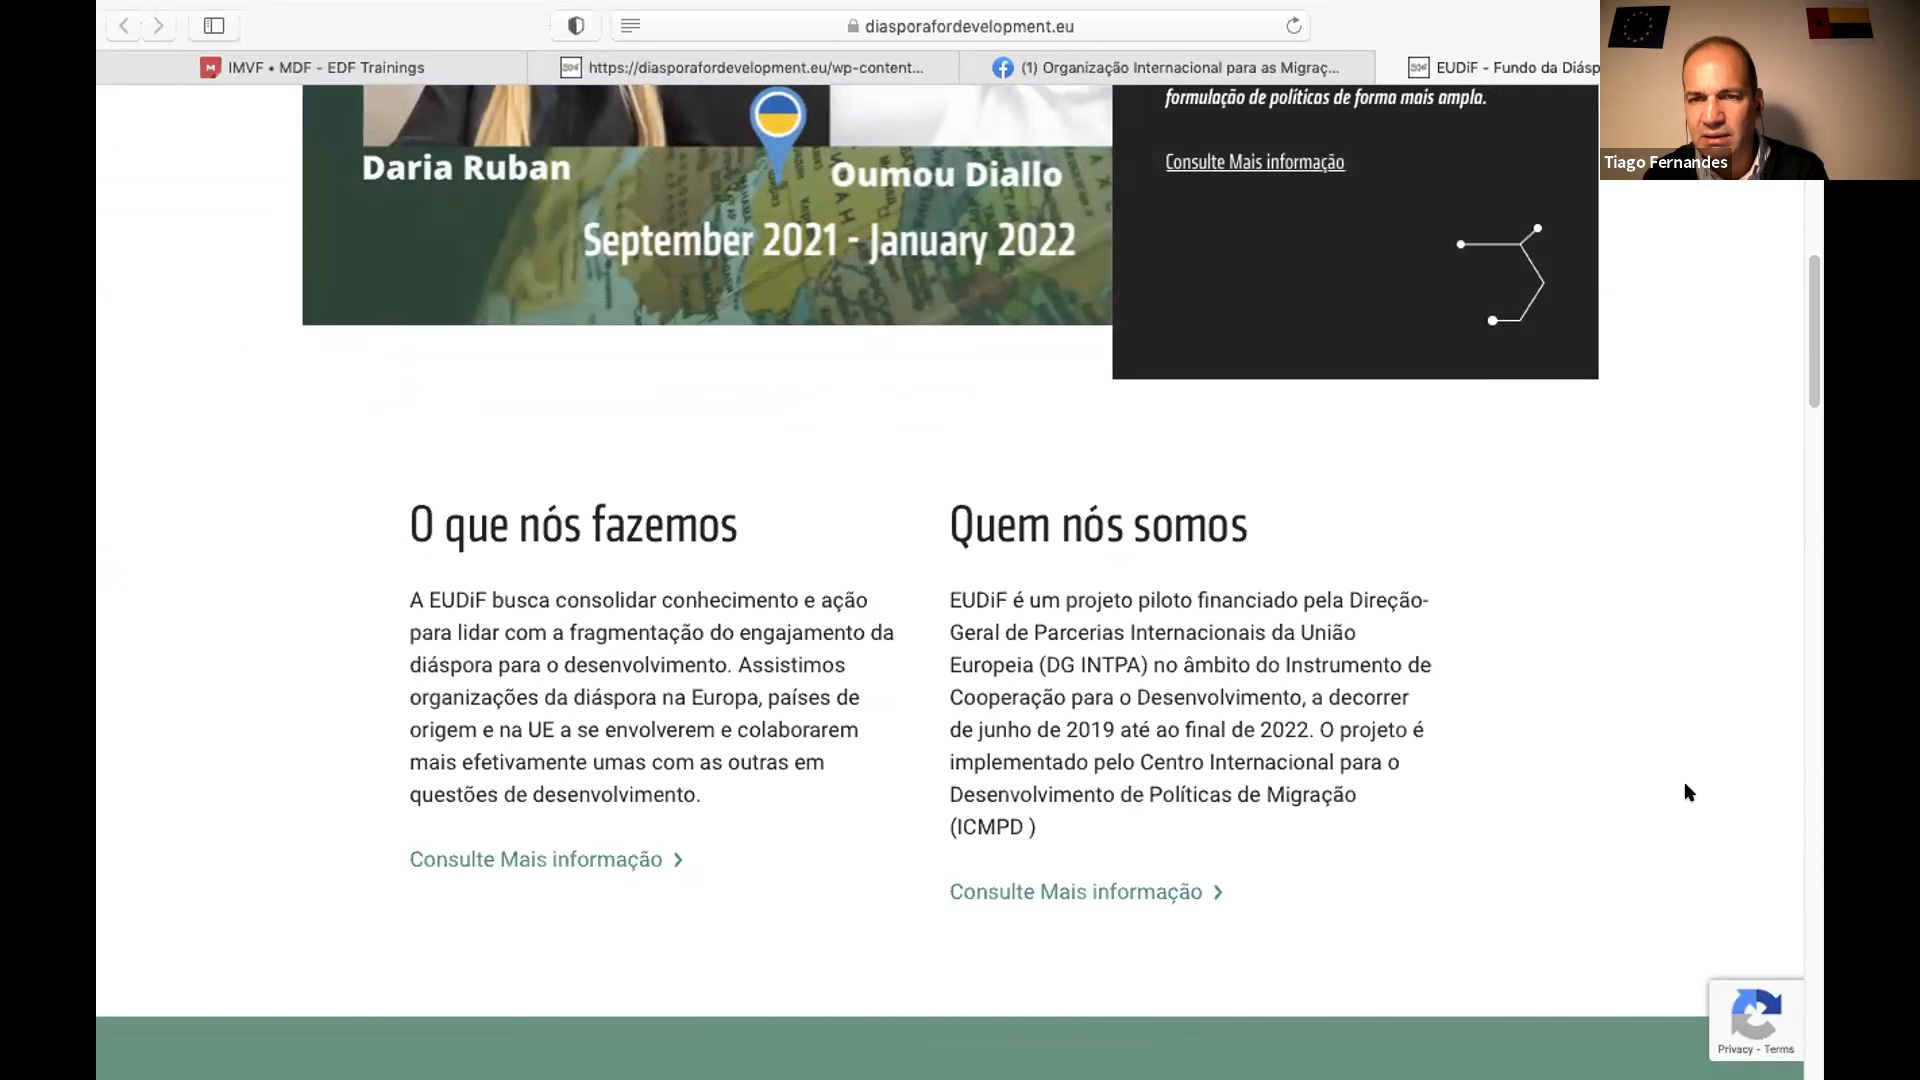 diasporafordevelopment.eu
IMVF • MDF - EDF Trainings
https://diasporafordevelopment.eu/wp-content...
(1) Organização Internacional para as Migraç...
EUDiF - Fundo da Diásp
Tiago Fernandes
formulação de políticas de forma mais ampla.
Consulte Mais informação
Daria Ruban
Oumou Diallo
September 2021 - January 2022
O que nós fazemos
A EUDiF busca consolidar conhecimento e ação
para lidar com a fragmentação do engajamento da
diáspora para o desenvolvimento. Assistimos
organizações da diáspora na Europa, países de
origem e na UE a se envolverem e colaborarem
mais efetivamente umas com as outras em
questões de desenvolvimento.
Consulte Mais informação
Quem nós somos
EUDiF é um projeto piloto financiado pela Direção-
Geral de Parcerias Internacionais da União
Europeia (DG INTPA) no âmbito do Instrumento de
Cooperação para o Desenvolvimento, a decorrer
de junho de 2019 até ao final de 2022. O projeto é
implementado pelo Centro Internacional para o
Desenvolvimento de Políticas de Migração
(ICMPD )
Consulte Mais informação
Privacy - Terms